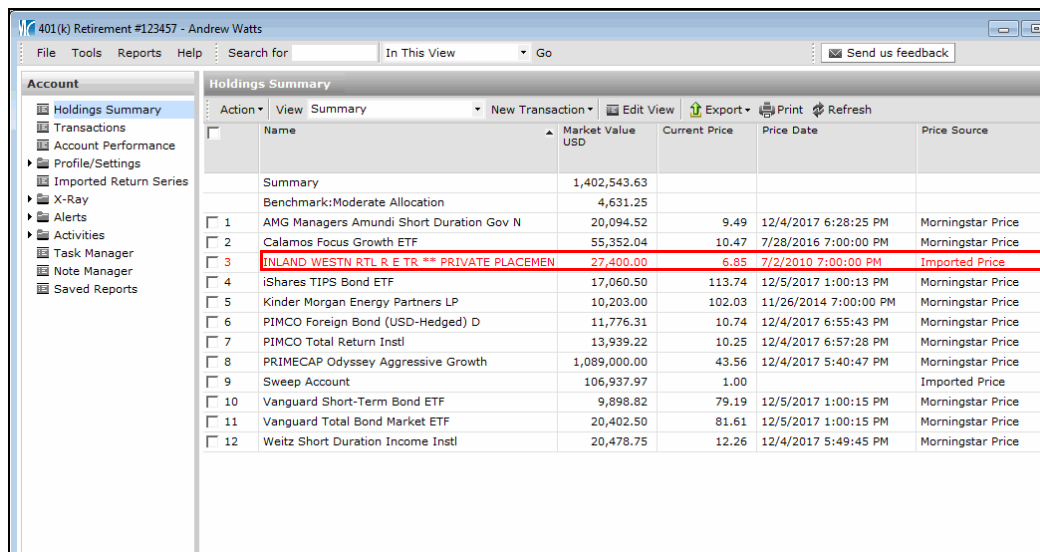 401(k) Retirement #123457 - Andrew Watts
File Tools Reports Help Search for In This View Go Send us feedback
Account
Holdings Summary
Transactions
Account Performance
Profile/Settings
Imported Return Series
X-Ray
Alerts
Activities
Task Manager
Note Manager
Saved Reports
Holdings Summary
Action View Summary New Transaction Edit View Export Print Refresh
Name Market Value USD Current Price Price Date Price Source
Summary 1,402,543.63
Benchmark:Moderate Allocation 4,631.25
1 AMG Managers Amundi Short Duration Gov N 20,094.52 9.49 12/4/2017 6:28:25 PM Morningstar Price
2 Calamos Focus Growth ETF 55,352.04 10.47 7/28/2016 7:00:00 PM Morningstar Price
3 INLAND WESTN RTL R E TR ** PRIVATE PLACEMEN 27,400.00 6.85 7/2/2010 7:00:00 PM Imported Price
4 iShares TIPS Bond ETF 17,060.50 113.74 12/5/2017 1:00:13 PM Morningstar Price
5 Kinder Morgan Energy Partners LP 10,203.00 102.03 11/26/2014 7:00:00 PM Morningstar Price
6 PIMCO Foreign Bond (USD-Hedged) D 11,776.31 10.74 12/4/2017 6:55:43 PM Morningstar Price
7 PIMCO Total Return Instl 13,939.22 10.25 12/4/2017 6:57:28 PM Morningstar Price
8 PRIMECAP Odyssey Aggressive Growth 1,089,000.00 43.56 12/4/2017 5:40:47 PM Morningstar Price
9 Sweep Account 106,937.97 1.00 Imported Price
10 Vanguard Short-Term Bond ETF 9,898.82 79.19 12/5/2017 1:00:15 PM Morningstar Price
11 Vanguard Total Bond Market ETF 20,402.50 81.61 12/5/2017 1:00:15 PM Morningstar Price
12 Weitz Short Duration Income Instl 20,478.75 12.26 12/4/2017 5:49:45 PM Morningstar Price